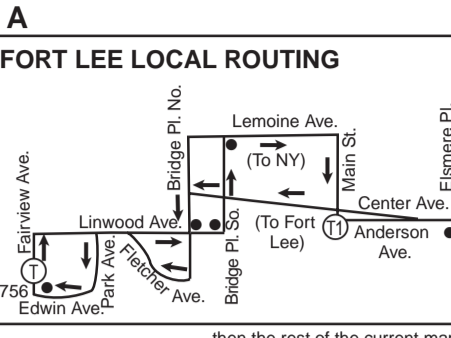 A
FORT LEE LOCAL ROUTING
Bridge Pl. No.
Lemoine Ave.
(To NY)
Main St.
Elsmere Pl.
Fairview Ave.
Center Ave.
Linwood Ave.
(To Fort
Lee)
T1
Anderson
Ave.
Bridge Pl. So.
Park Ave.
Fletcher Ave.
T
756
Edwin Ave.